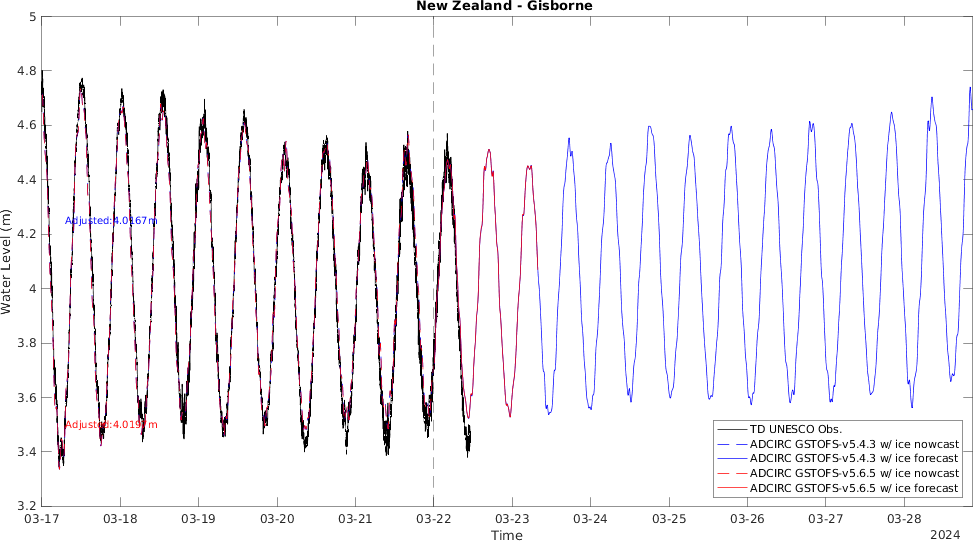 New Zealand - Gisborne
5
4.8
4.6
4.4
4.2
4
3.8
3.6
3.4
3.2
Water Level (m)
Adjusted:4.0167m
TD UNESCO Obs.
ADCIRC GSTOFS-v5.4.3 w/ ice nowcast
ADCIRC GSTOFS-v5.4.3 w/ ice forecast
ADCIRC GSTOFS-v5.6.5 w/ ice nowcast
ADCIRC GSTOFS-v5.6.5 w/ ice forecast
03-17 03-18 03-19 03-20 03-21 03-22 03-23 03-24 03-25 03-26 03-27 03-28
Time
2024